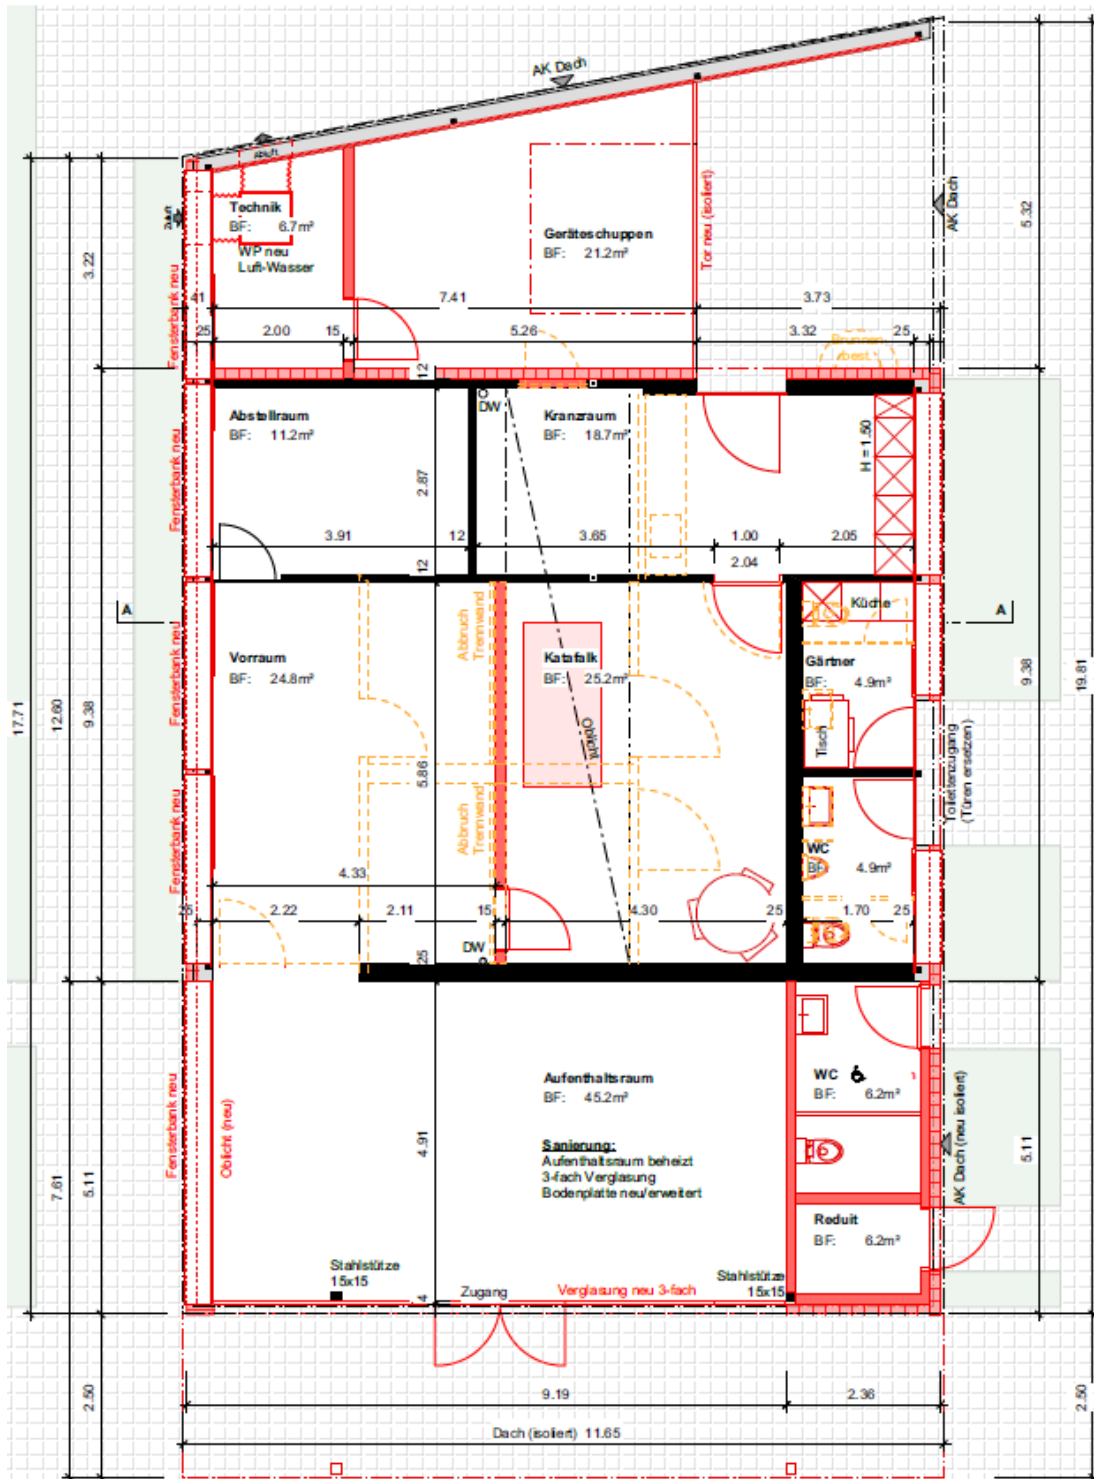 AK Dach
Abluft
Zuluft
AK Dach
Technik
BF: 6.7m²
WP neu
Luft-Wasser
Geräteschuppen
BF: 21.2m²
Tor neu (isoliert)
5.32
3.22
Fensterbank neu
41
7.41
3.73
25
2.00
15
5.26
3.32
25
Brunnen
best.
12
DW
Abstellraum
BF: 11.2m²
Kranzraum
BF: 18.7m²
H = 1.50
Fensterbank neu
2.87
3.91
12
3.65
1.00
2.05
12
2.04
A
A
Küche
Abbruch
Trennwand
Fensterbank neu
Vorraum
BF: 24.8m²
Katafalk
BF: 25.2m²
Gärtner
BF: 4.9m²
Oblicht
Tisch
17.71
12.60
9.38
9.38
19.81
5.86
Toilettenzugang
(Türen ersetzen)
Abbruch
Trennwand
Fensterbank neu
WC
BF: 4.9m²
4.33
25
2.22
2.11
15
4.30
25
1.70
25
DW
25
Aufenthaltsraum
BF: 45.2m²
WC
BF: 6.2m²
Fensterbank neu
Oblicht (neu)
4.91
Sanierung:
Aufenthaltsraum beheizt
3-fach Verglasung
Bodenplatte neu/erweitert
AK Dach (neu isoliert)
7.61
5.11
5.11
Reduit
BF: 6.2m²
Stahlstütze
15x15
Stahlstütze
15x15
4
Zugang
Verglasung neu 3-fach
2.50
9.19
2.36
2.50
Dach (isoliert) 11.65